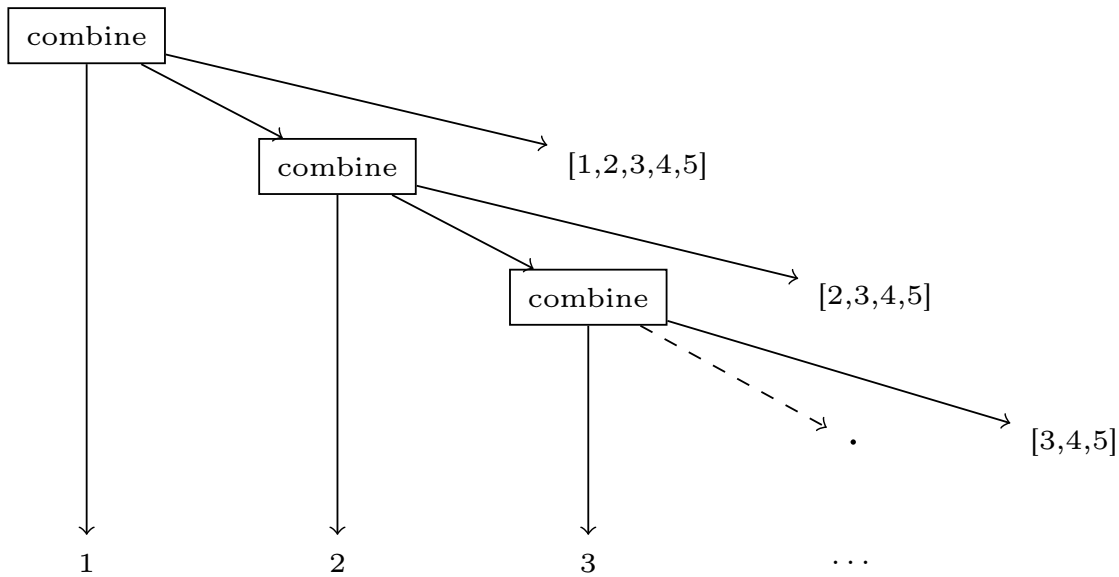 combine
combine
[1,2,3,4,5]
combine
[2,3,4,5]
.
[3,4,5]
1 2 3 ...